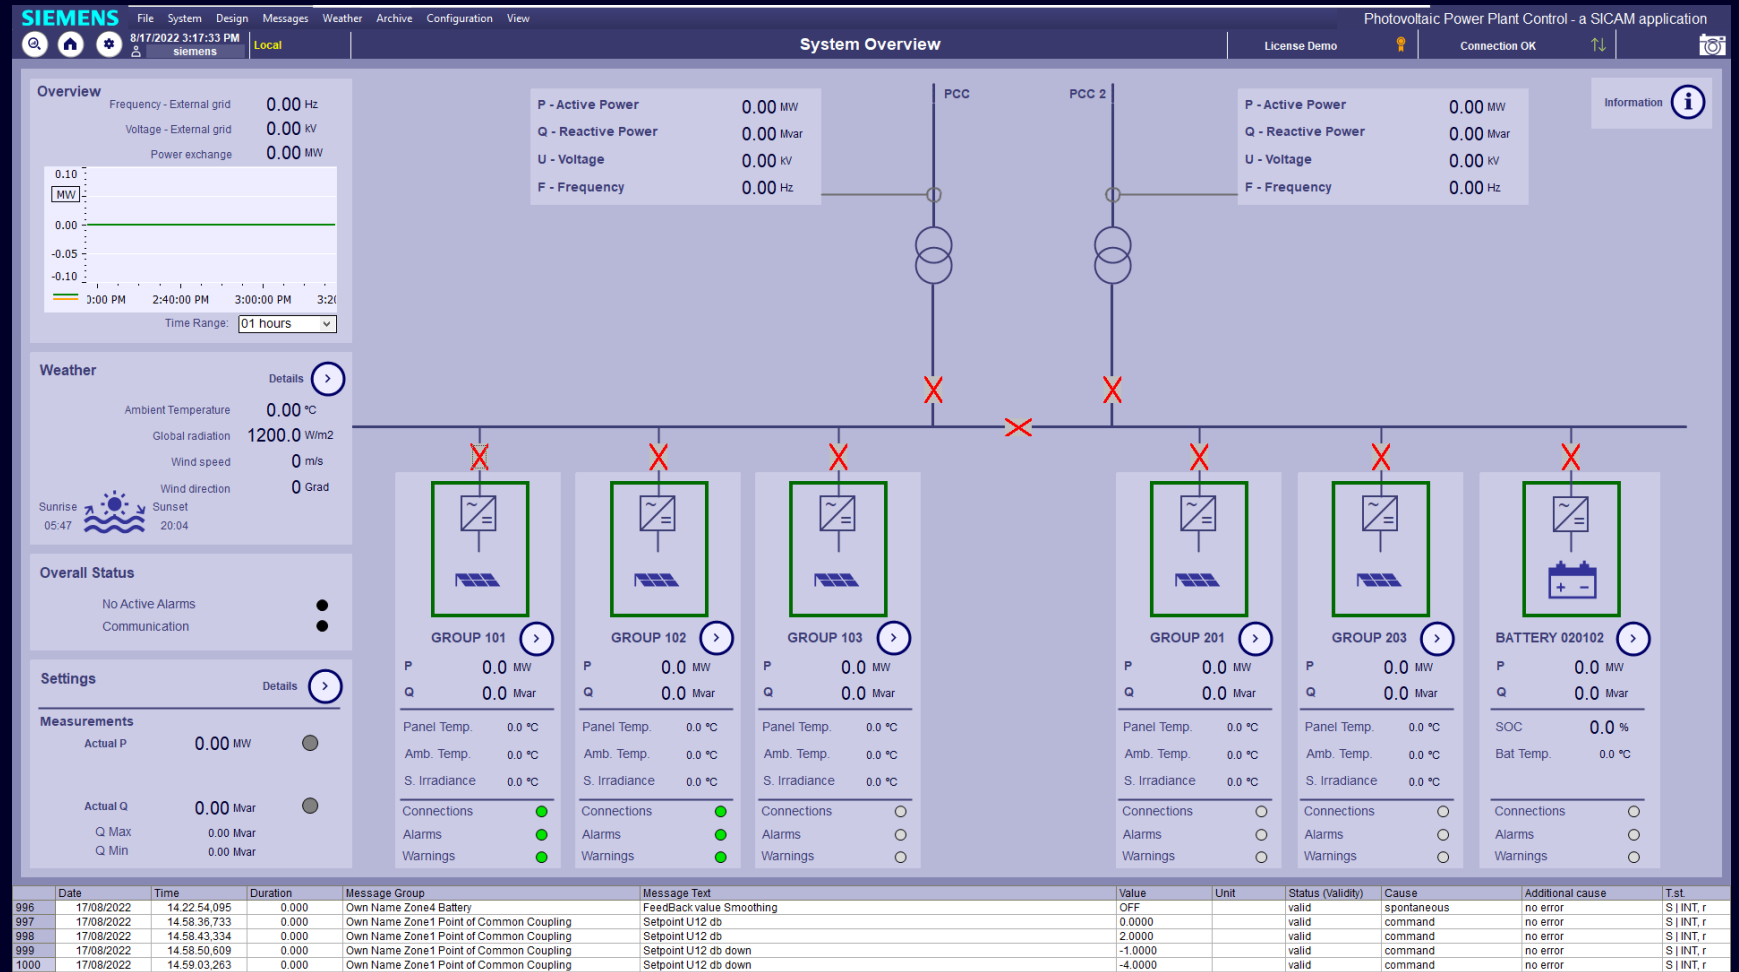 SIEMENS File System Design Messages Weather Archive Configuration View
Photovoltaic Power Plant Control - a SICAM application
8/17/2022 3:17:33 PM
siemens
Local
System Overview
License Demo
Connection OK
Overview
Frequency - External grid 0.00 Hz
Voltage - External grid 0.00 kV
Power exchange 0.00 MW
0.10
MW
0.00
-0.05
-0.10
2:40:00 PM 3:00:00 PM
Time Range: 01 hours
Weather
Details
Ambient Temperature 0.00 °C
Global radiation 1200.0 W/m2
Wind speed 0 m/s
Wind direction 0 Grad
Sunrise Sunset
05:47 20:04
Overall Status
No Active Alarms
Communication
Settings
Details
Measurements
Actual P 0.00 MW
Actual Q 0.00 Mvar
Q Max 0.00 Mvar
Q Min 0.00 Mvar
P - Active Power 0.00 MW
Q - Reactive Power 0.00 Mvar
U - Voltage 0.00 kV
F - Frequency 0.00 Hz
PCC
PCC 2
P - Active Power 0.00 MW
Q - Reactive Power 0.00 Mvar
U - Voltage 0.00 kV
F - Frequency 0.00 Hz
Information
GROUP 101
P 0.0 MW
Q 0.0 Mvar
Panel Temp. 0.0 °C
Amb. Temp. 0.0 °C
S. Irradiance 0.0 °C
Connections
Alarms
Warnings
GROUP 102
P 0.0 MW
Q 0.0 Mvar
Panel Temp. 0.0 °C
Amb. Temp. 0.0 °C
S. Irradiance 0.0 °C
Connections
Alarms
Warnings
GROUP 103
P 0.0 MW
Q 0.0 Mvar
Panel Temp. 0.0 °C
Amb. Temp. 0.0 °C
S. Irradiance 0.0 °C
Connections
Alarms
Warnings
GROUP 201
P 0.0 MW
Q 0.0 Mvar
Panel Temp. 0.0 °C
Amb. Temp. 0.0 °C
S. Irradiance 0.0 °C
Connections
Alarms
Warnings
GROUP 203
P 0.0 MW
Q 0.0 Mvar
Panel Temp. 0.0 °C
Amb. Temp. 0.0 °C
S. Irradiance 0.0 °C
Connections
Alarms
Warnings
BATTERY 020102
P 0.0 MW
Q 0.0 Mvar
SOC 0.0 %
Bat Temp. 0.0 °C
Connections
Alarms
Warnings
Date Time Duration Message Group Message Text Value Unit Status (Validity) Cause Additional cause T.st.
996 17/08/2022 14.22.54,095 0.000 Own Name Zone4 Battery FeedBack value Smoothing OFF valid spontaneous no error S | INT, r
997 17/08/2022 14.58.36,733 0.000 Own Name Zone1 Point of Common Coupling Setpoint U12 db 0.0000 valid command no error S | INT, r
998 17/08/2022 14.58.43,334 0.000 Own Name Zone1 Point of Common Coupling Setpoint U12 db 2.0000 valid command no error S | INT, r
999 17/08/2022 14.58.50,609 0.000 Own Name Zone1 Point of Common Coupling Setpoint U12 db down -1.0000 valid command no error S | INT, r
1000 17/08/2022 14.59.03,263 0.000 Own Name Zone1 Point of Common Coupling Setpoint U12 db down -4.0000 valid command no error S | INT, r